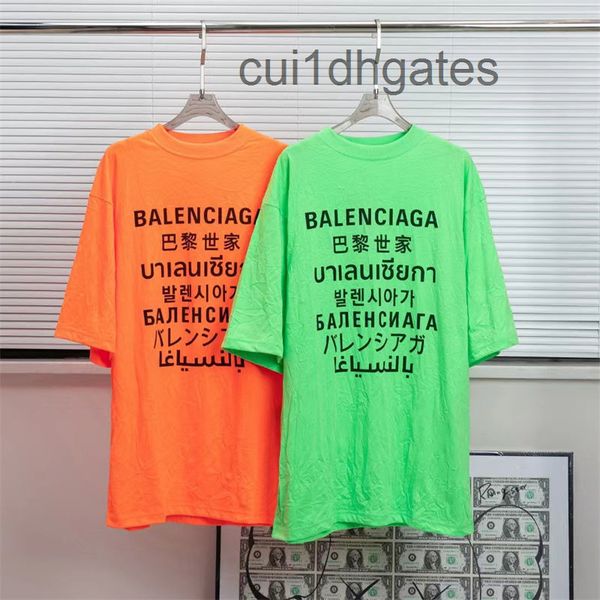 cui1dhgates
BALENCIAGA
巴黎世家
บาเลนเซียกา
발렌시아가
БАЛЕНСИАГА
バレンシアガ
بالنسياغا
BALENCIAGA
巴黎世家
บาเลนเซียกา
발렌시아가
БАЛЕНСИАГА
バレンシアガ
بالنسياغا